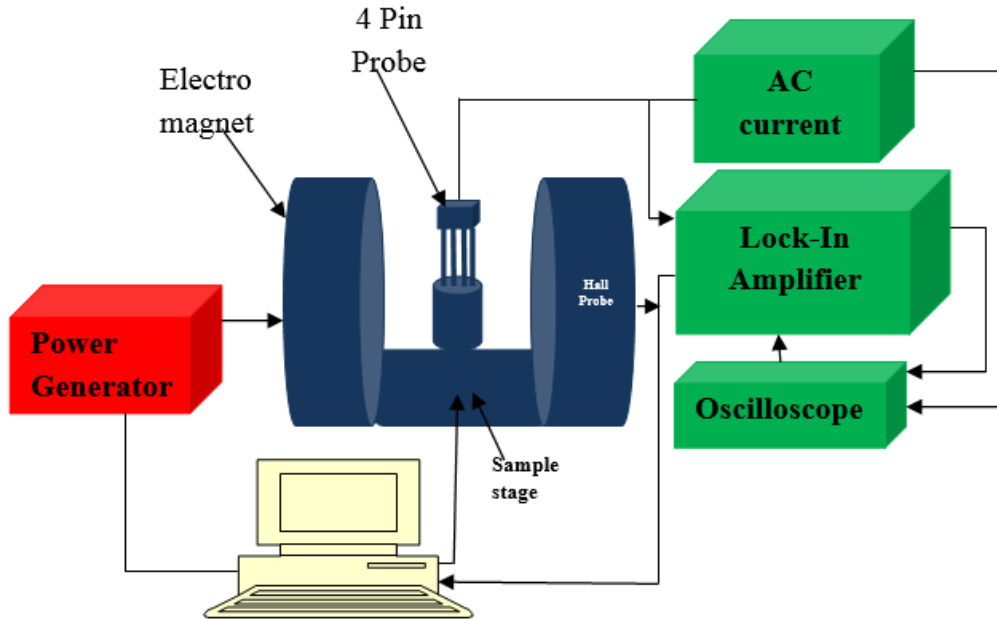 4 Pin
Probe
Electro
magnet
AC
current
Lock-In
Amplifier
Hall
Probe
Power
Generator
Oscilloscope
Sample
stage